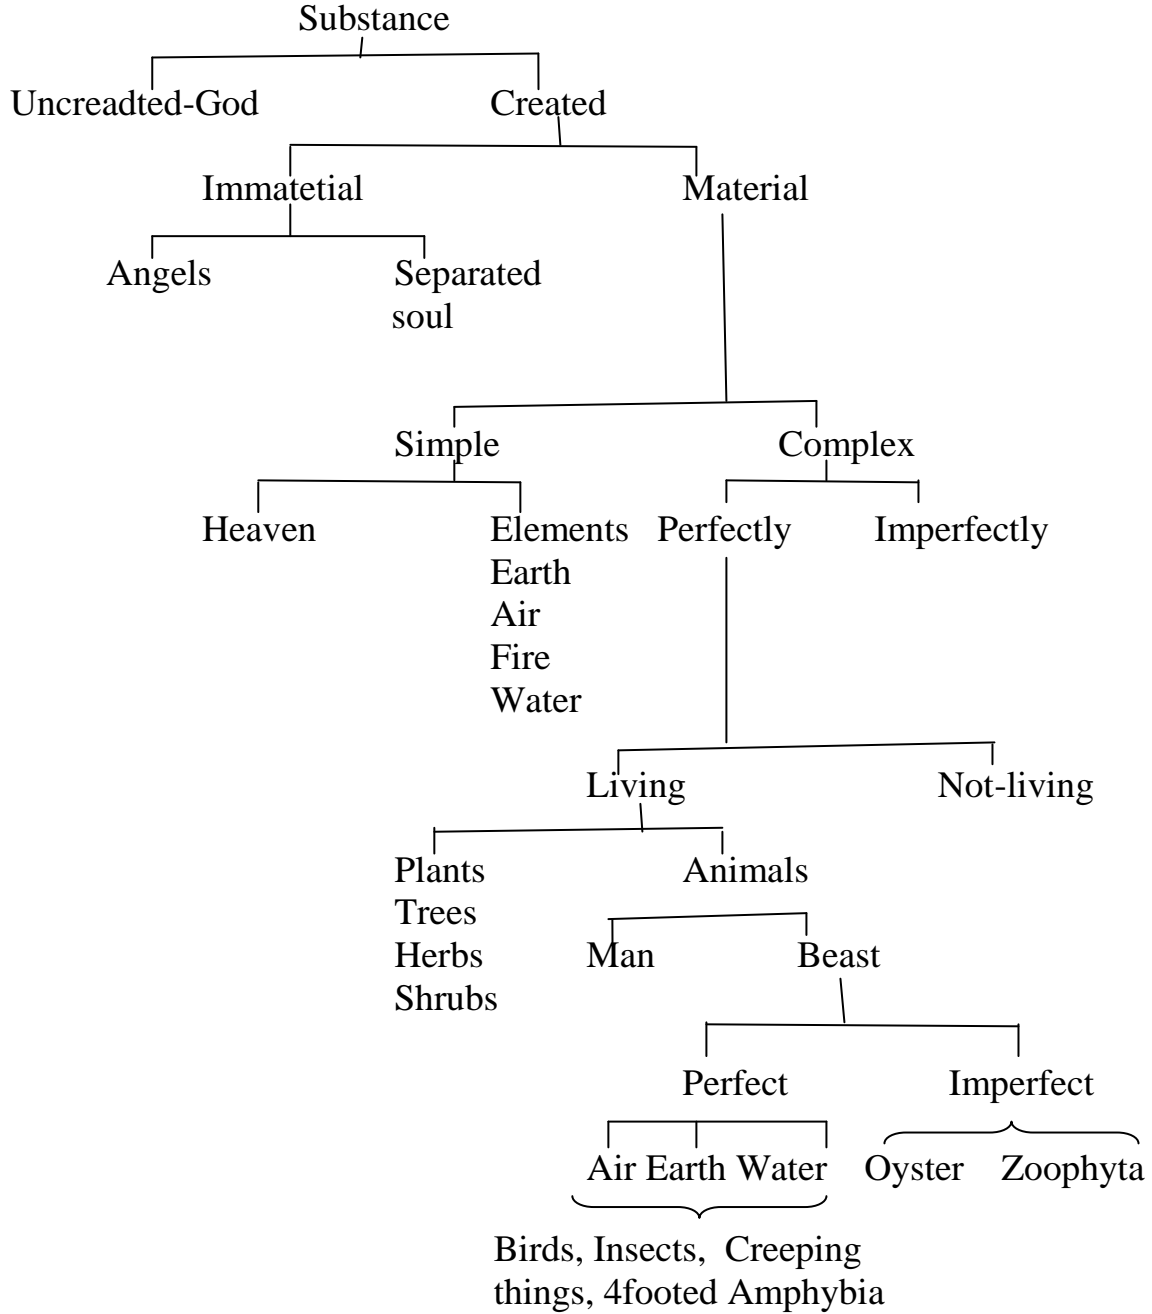 Substance
Uncreadted-God Created
Immatetial Material
Angels Separated
soul
Simple Complex
Heaven Elements Perfectly Imperfectly
Earth
Air
Fire
Water
Living Not-living
Plants Animals
Trees
Herbs Man Beast
Shrubs
Perfect Imperfect
Air Earth Water Oyster Zoophyta
Birds, Insects, Creeping
things, 4footed Amphybia